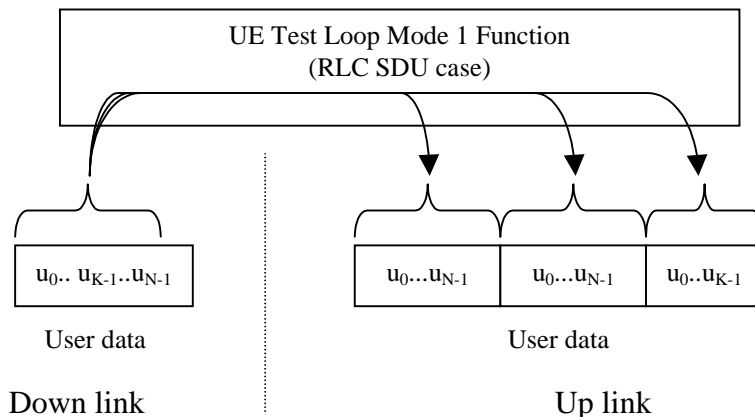 UE Test Loop Mode 1 Function
(RLC SDU case)
u0.. uK-1..uN-1
u0...uN-1
u0...uN-1
u0..uK-1
User data
User data
Down link
Up link